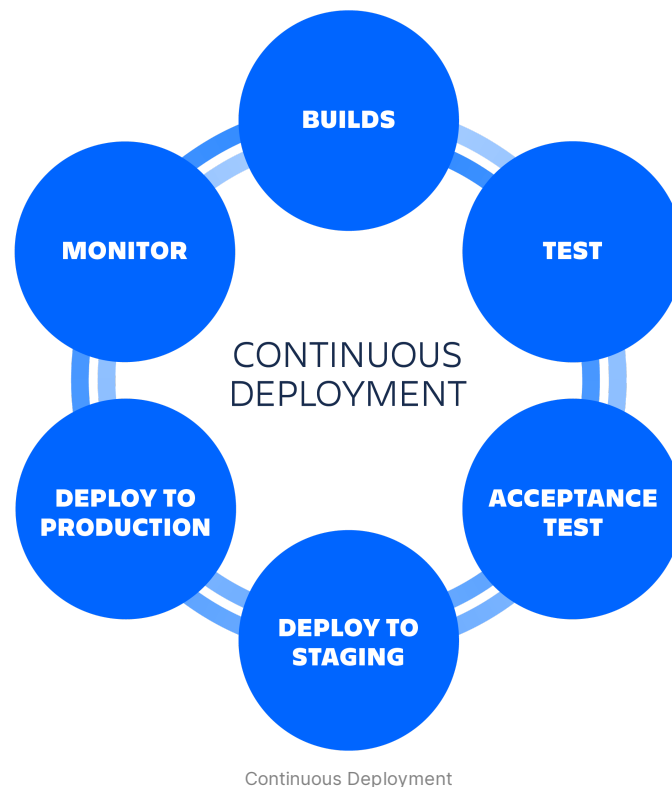 BUILDS
TEST
ACCEPTANCE
TEST
DEPLOY TO
STAGING
DEPLOY TO
PRODUCTION
MONITOR
CONTINUOUS
DEPLOYMENT
Continuous Deployment